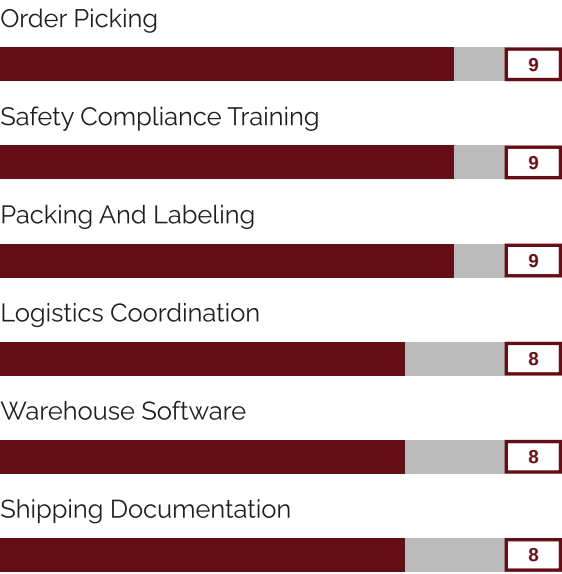 Order Picking
9
Safety Compliance Training
9
Packing And Labeling
9
Logistics Coordination
8
Warehouse Software
8
Shipping Documentation
8